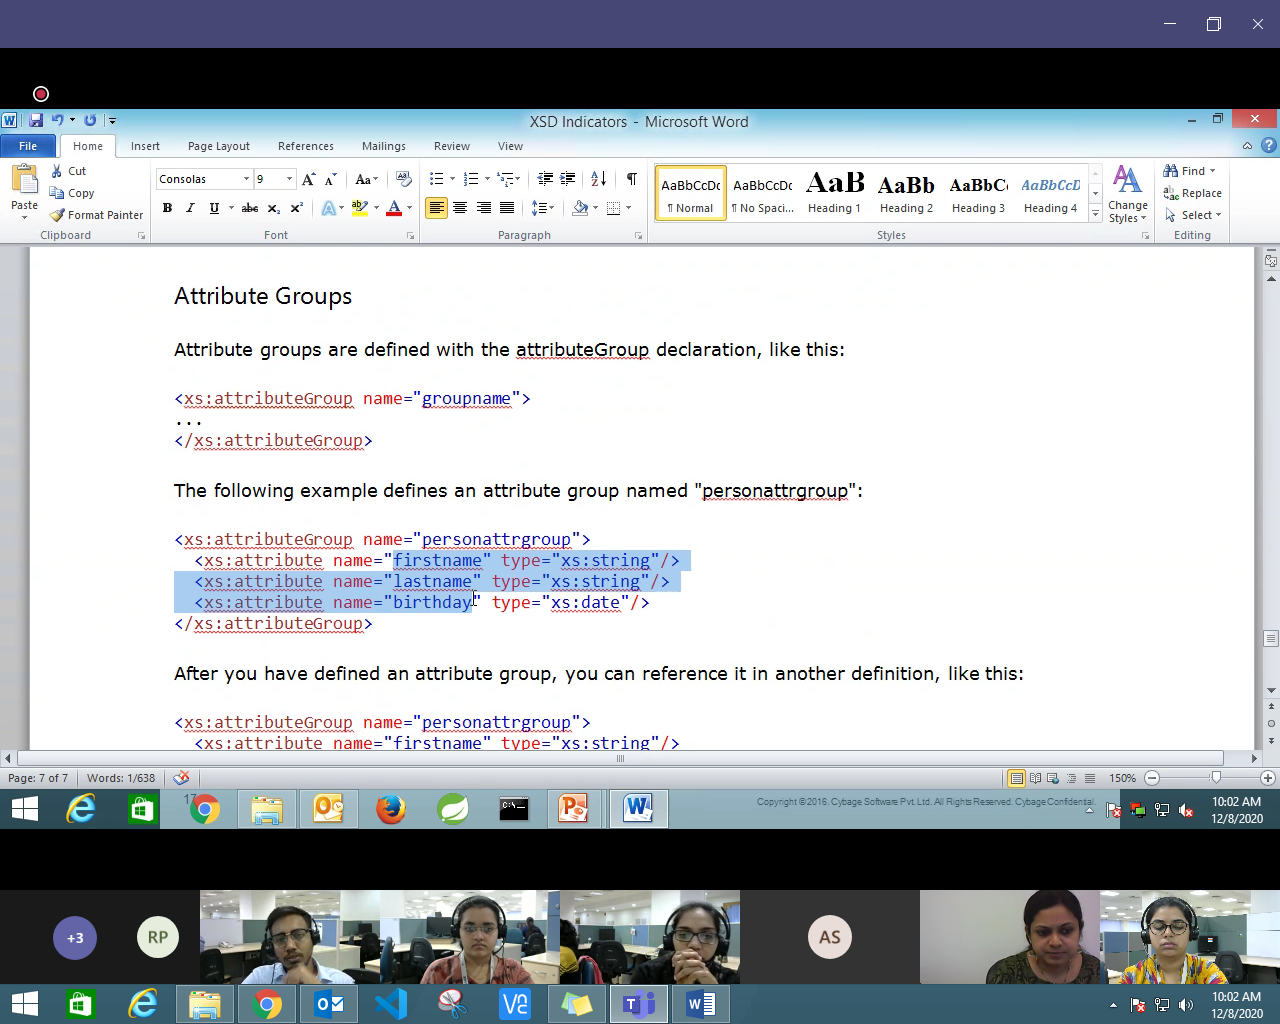 XSD Indicators - Microsoft Word
File Home Insert Page Layout References Mailings Review View
Paste
Cut
Copy
Format Painter
Clipboard
Consolas 9
Font
Paragraph
AaBbCcDc AaBbCcDc AaB AaBb AaBbC AaBbCcD
¶ Normal ¶ No Spaci... Heading 1 Heading 2 Heading 3 Heading 4
Change
Styles
Styles
Find
Replace
Select
Editing
Attribute Groups
Attribute groups are defined with the attributeGroup declaration, like this:
<xs:attributeGroup name="groupname">
...
</xs:attributeGroup>
The following example defines an attribute group named "personattrgroup":
<xs:attributeGroup name="personattrgroup">
<xs:attribute name="firstname" type="xs:string"/>
<xs:attribute name="lastname" type="xs:string"/>
<xs:attribute name="birthday" type="xs:date"/>
</xs:attributeGroup>
After you have defined an attribute group, you can reference it in another definition, like this:
<xs:attributeGroup name="personattrgroup">
<xs:attribute name="firstname" type="xs:string"/>
Page: 7 of 7 Words: 1/638 150%
17
Copyright ©2016. Cybage Software Pvt. Ltd. All Rights Reserved. Cybage Confidental.
10:02 AM
12/8/2020
+3 RP AS
10:02 AM
12/8/2020